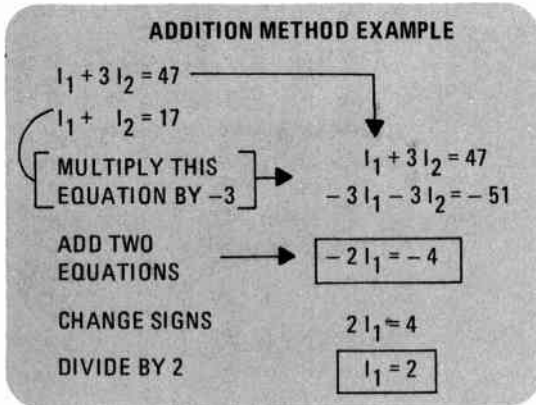 ADDITION METHOD EXAMPLE
I₁ + 3 I₂ = 47
I₁ + I₂ = 17
MULTIPLY THIS
EQUATION BY –3
I₁ + 3 I₂ = 47
– 3 I₁ – 3 I₂ = – 51
ADD TWO
EQUATIONS
– 2 I₁ = – 4
CHANGE SIGNS
2 I₁ = 4
DIVIDE BY 2
I₁ = 2